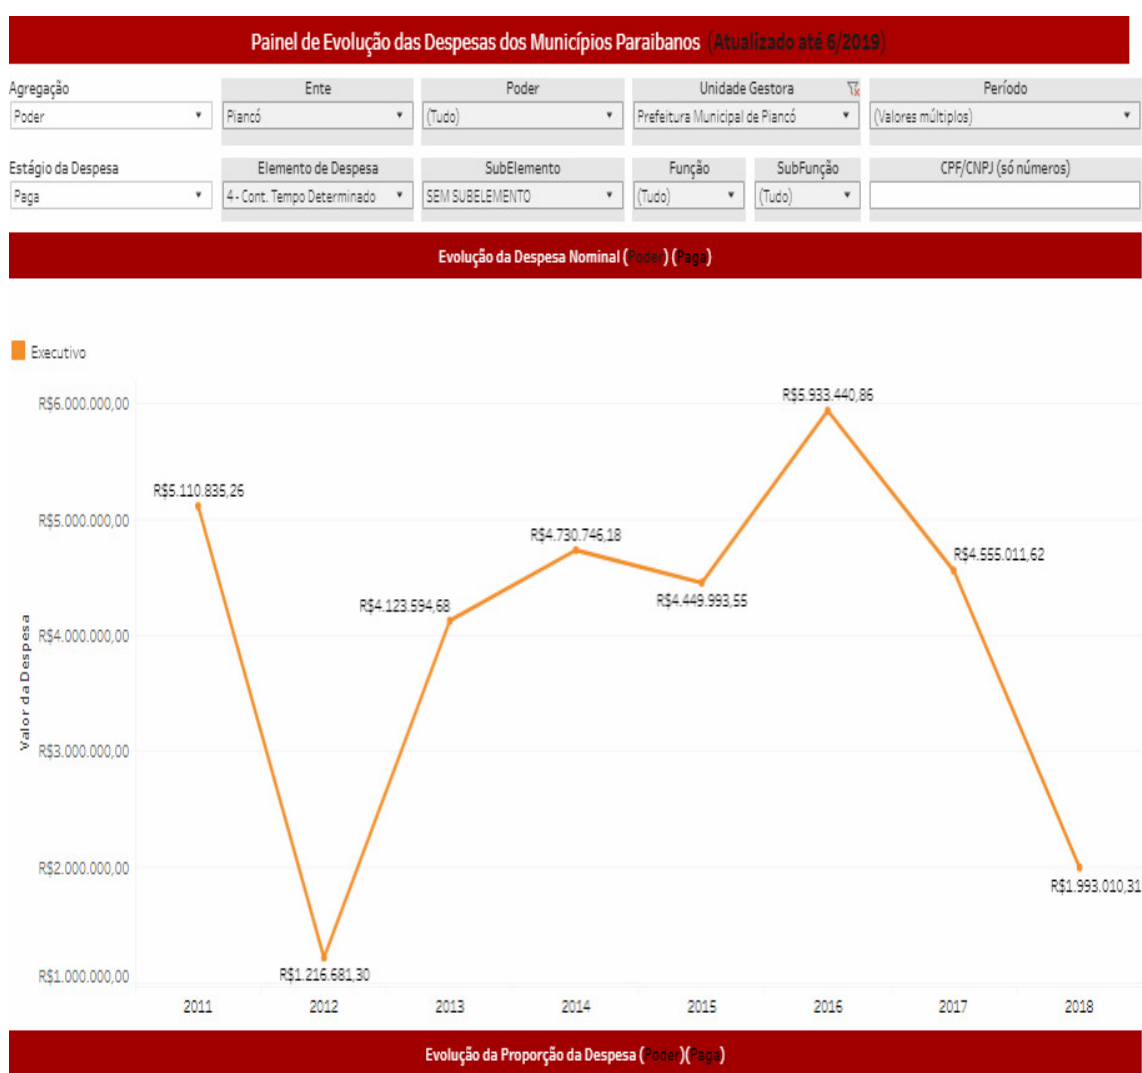 Painel de Evolução das Despesas dos Municípios Paraibanos (Atualizado até 6/2019)
Agregação Ente Poder Unidade Gestora Período
Poder Piancó (Tudo) Prefeitura Municipal de Piancó (Valores múltiplos)
Estágio da Despesa Elemento de Despesa SubElemento Função SubFunção CPF/CNPJ (só números)
Paga 4 - Cont. Tempo Determinado SEM SUBELEMENTO (Tudo) (Tudo)
Evolução da Despesa Nominal (Poder) (Paga)
Executivo
R$5.933.440,86
R$6.000.000,00
R$5.110.835,26
R$5.000.000,00
R$4.730.746,18
R$4.555.011,62
R$4.449.993,55
R$4.123.594,68
R$4.000.000,00
Valor da Despesa
R$3.000.000,00
R$2.000.000,00
R$1.993.010,31
R$1.216.681,30
R$1.000.000,00
2011 2012 2013 2014 2015 2016 2017 2018
Evolução da Proporção da Despesa (Poder)(Paga)